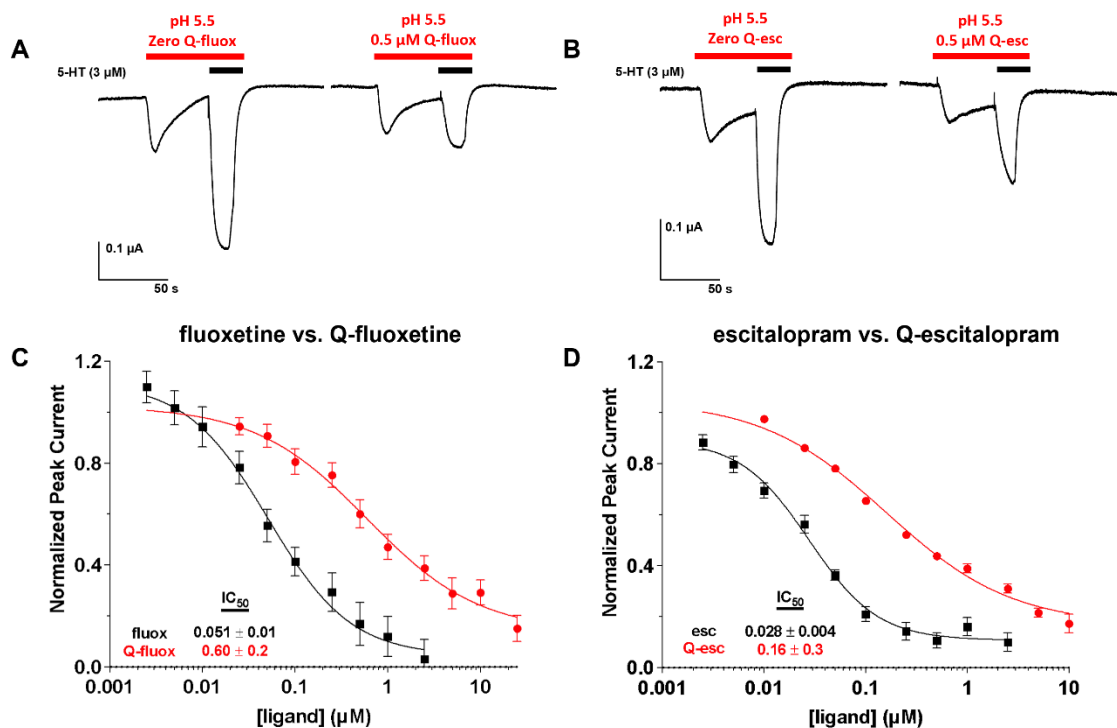 A
pH 5.5
Zero Q-fluox
pH 5.5
0.5 µM Q-fluox
5-HT (3 µM)
0.1 µA
50 s
B
pH 5.5
Zero Q-esc
pH 5.5
0.5 µM Q-esc
5-HT (3 µM)
0.1 µA
50 s
C
fluoxetine vs. Q-fluoxetine
Normalized Peak Current
1.2
0.8
0.4
0.0
IC50
fluox 0.051 ± 0.01
Q-fluox 0.60 ± 0.2
0.001 0.01 0.1 1 10
[ligand] (µM)
D
escitalopram vs. Q-escitalopram
Normalized Peak Current
1.2
0.8
0.4
0.0
IC50
esc 0.028 ± 0.004
Q-esc 0.16 ± 0.3
0.001 0.01 0.1 1 10
[ligand] (µM)